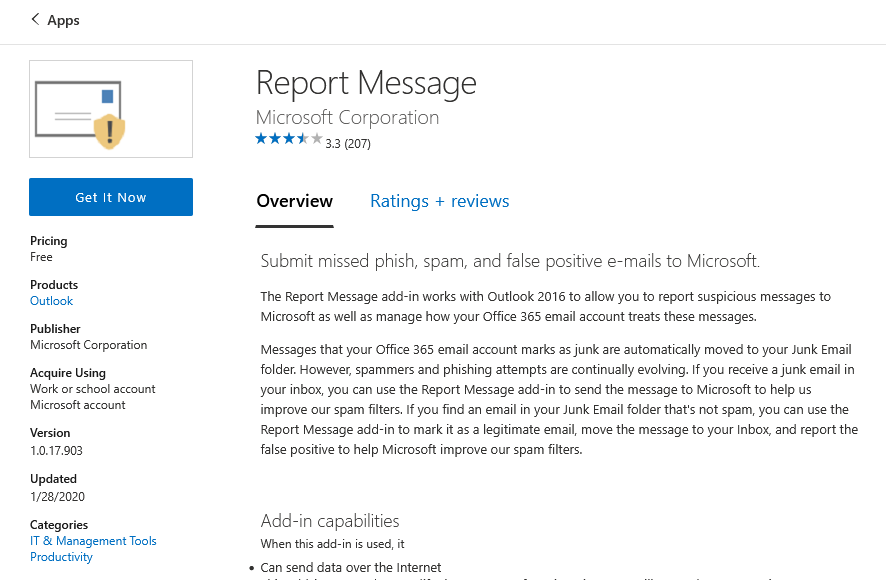 Apps
Report Message
Microsoft Corporation
3.3 (207)
Get It Now
Overview
Ratings + reviews
Pricing
Free
Products
Outlook
Publisher
Microsoft Corporation
Acquire Using
Work or school account
Microsoft account
Version
1.0.17.903
Updated
1/28/2020
Categories
IT & Management Tools
Productivity
Submit missed phish, spam, and false positive e-mails to Microsoft.
The Report Message add-in works with Outlook 2016 to allow you to report suspicious messages to
Microsoft as well as manage how your Office 365 email account treats these messages.
Messages that your Office 365 email account marks as junk are automatically moved to your Junk Email
folder. However, spammers and phishing attempts are continually evolving. If you receive a junk email in
your inbox, you can use the Report Message add-in to send the message to Microsoft to help us
improve our spam filters. If you find an email in your Junk Email folder that's not spam, you can use the
Report Message add-in to mark it as a legitimate email, move the message to your Inbox, and report the
false positive to help Microsoft improve our spam filters.
Add-in capabilities
When this add-in is used, it
• Can send data over the Internet